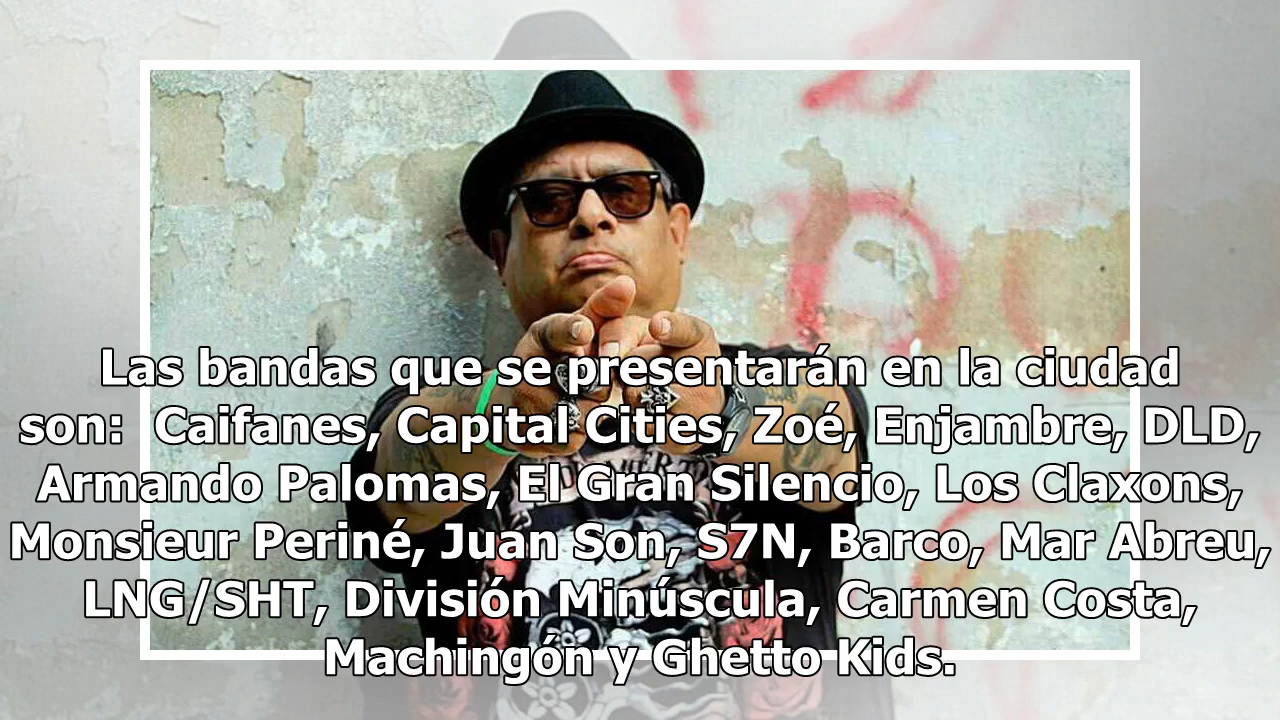 Las bandas que se presentarán en la ciudad
son:  Caifanes, Capital Cities, Zoé, Enjambre, DLD,
Armando Palomas, El Gran Silencio, Los Claxons,
Monsieur Periné, Juan Son, S7N, Barco, Mar Abreu,
LNG/SHT, División Minúscula, Carmen Costa,
Machingón y Ghetto Kids.